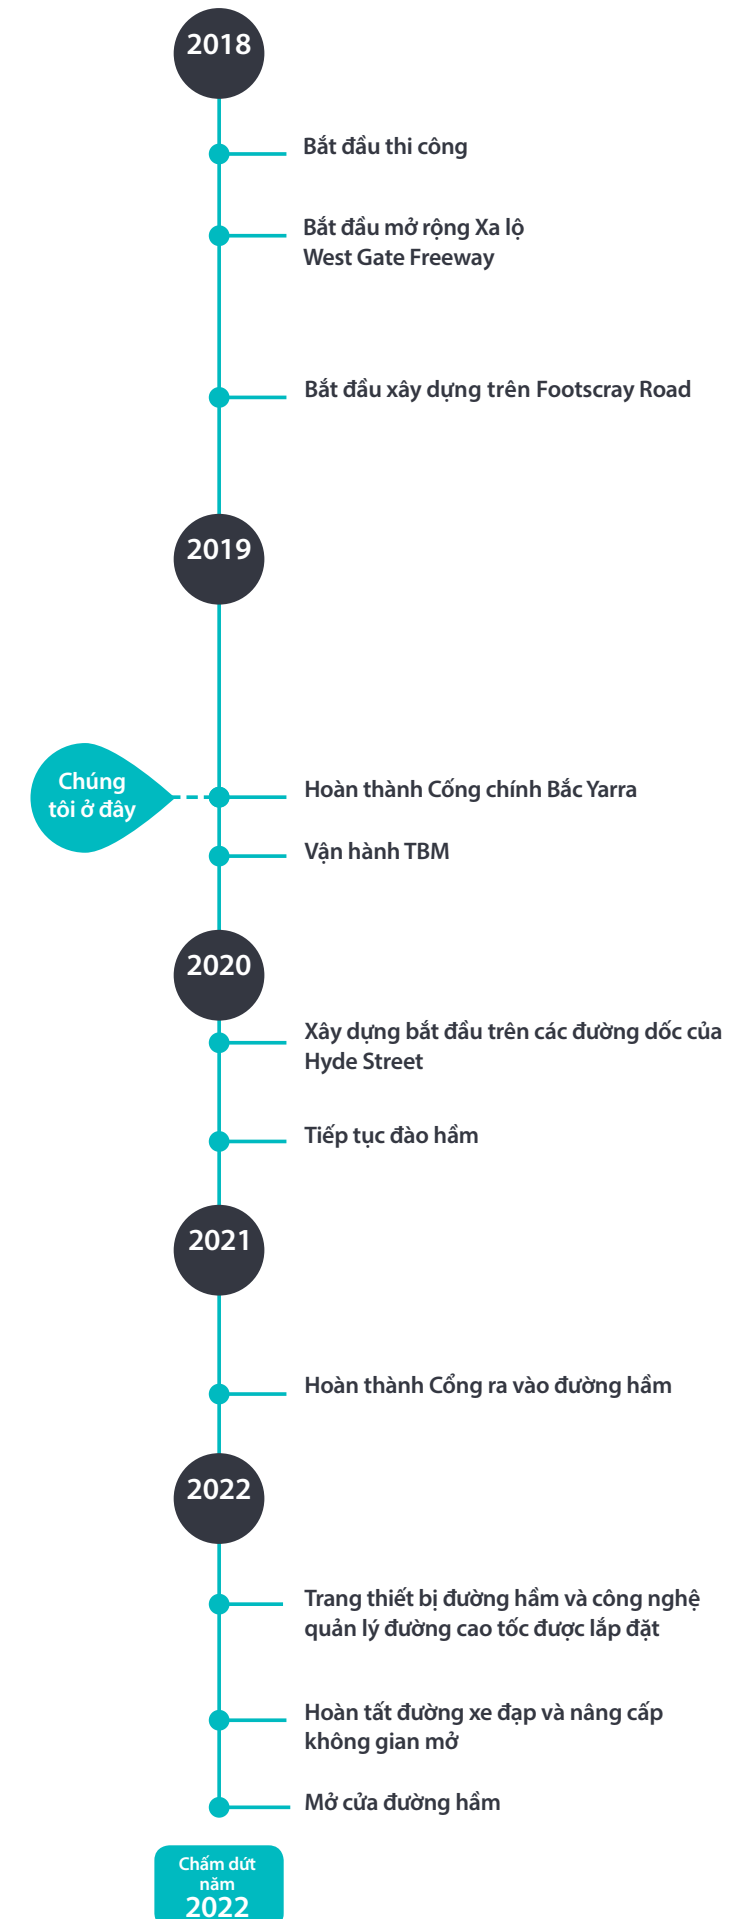 2018
Bắt đầu thi công
Bắt đầu mở rộng Xa lộ
West Gate Freeway
Bắt đầu xây dựng trên Footscray Road
2019
Chúng
tôi ở đây
Hoàn thành Cống chính Bắc Yarra
Vận hành TBM
2020
Xây dựng bắt đầu trên các đường dốc của
Hyde Street
Tiếp tục đào hầm
2021
Hoàn thành Cổng ra vào đường hầm
2022
Trang thiết bị đường hầm và công nghệ
quản lý đường cao tốc được lắp đặt
Hoàn tất đường xe đạp và nâng cấp
không gian mở
Mở cửa đường hầm
Chấm dứt
năm
2022